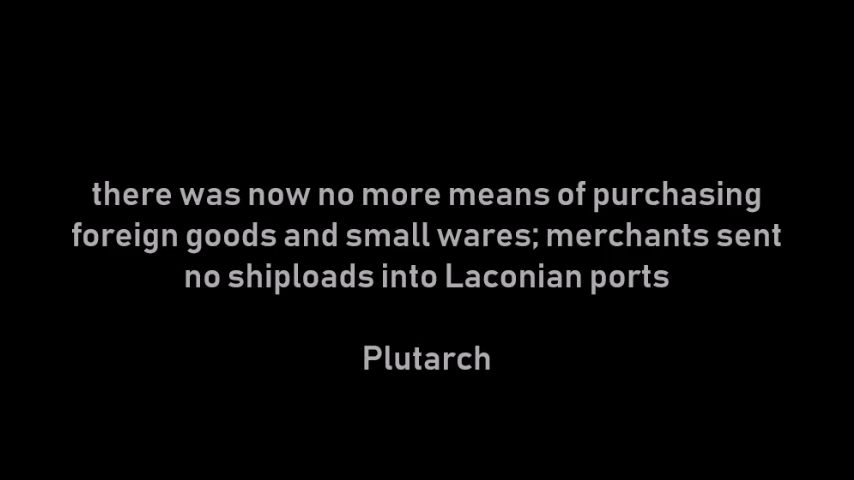 there was now no more means of purchasing
foreign goods and small wares; merchants sent
no shiploads into Laconian ports
Plutarch